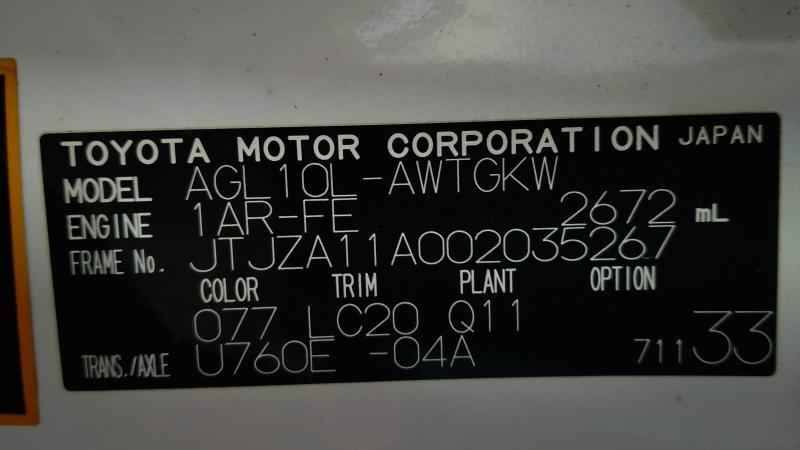 TOYOTA MOTOR CORPORATION JAPAN
MODEL AGL10L-AWTGKW
ENGINE 1AR-FE 2672 mL
FRAME No. JTJZA11A002035267
COLOR TRIM PLANT OPTION
077 LC20 Q11
TRANS./AXLE U760E -04A 711 33